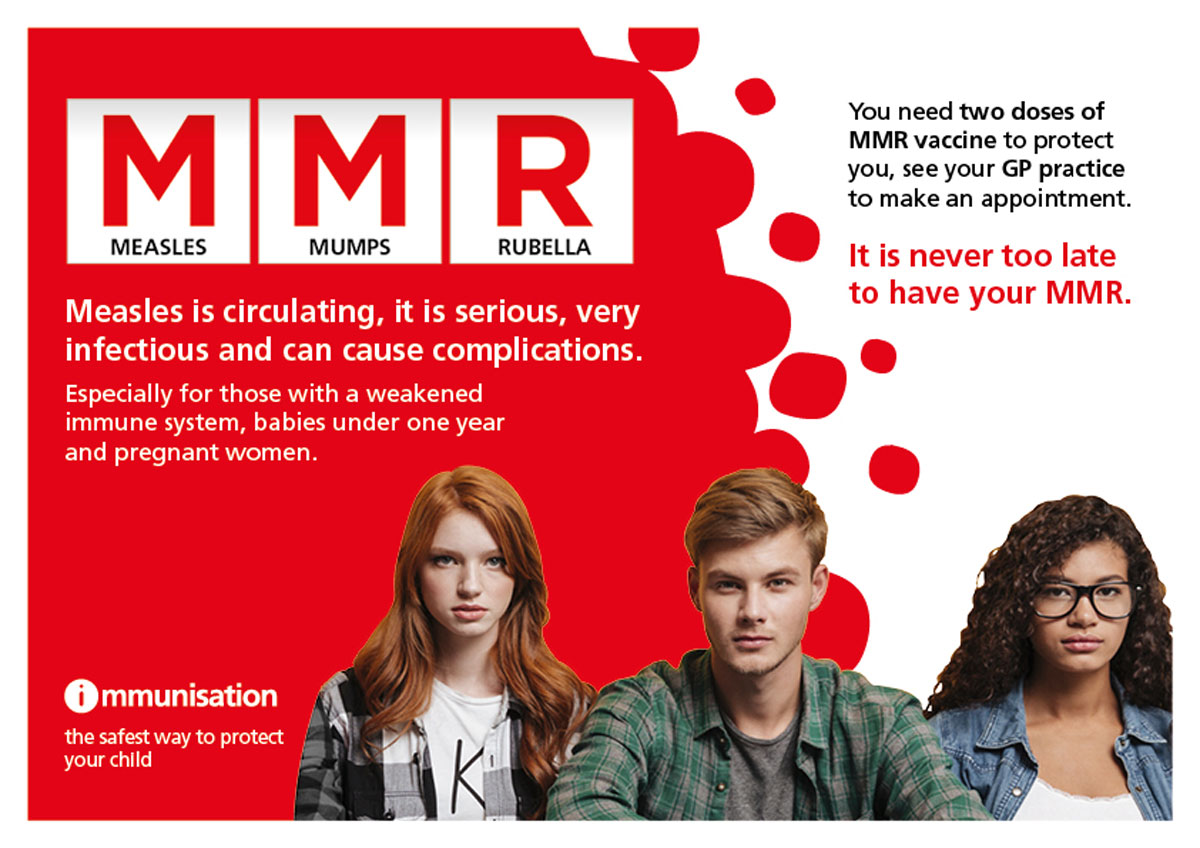 M M R
MEASLES MUMPS RUBELLA
Measles is circulating, it is serious, very
infectious and can cause complications.
Especially for those with a weakened
immune system, babies under one year
and pregnant women.
You need two doses of
MMR vaccine to protect
you, see your GP practice
to make an appointment.
It is never too late
to have your MMR.
immunisation
the safest way to protect
your child
K